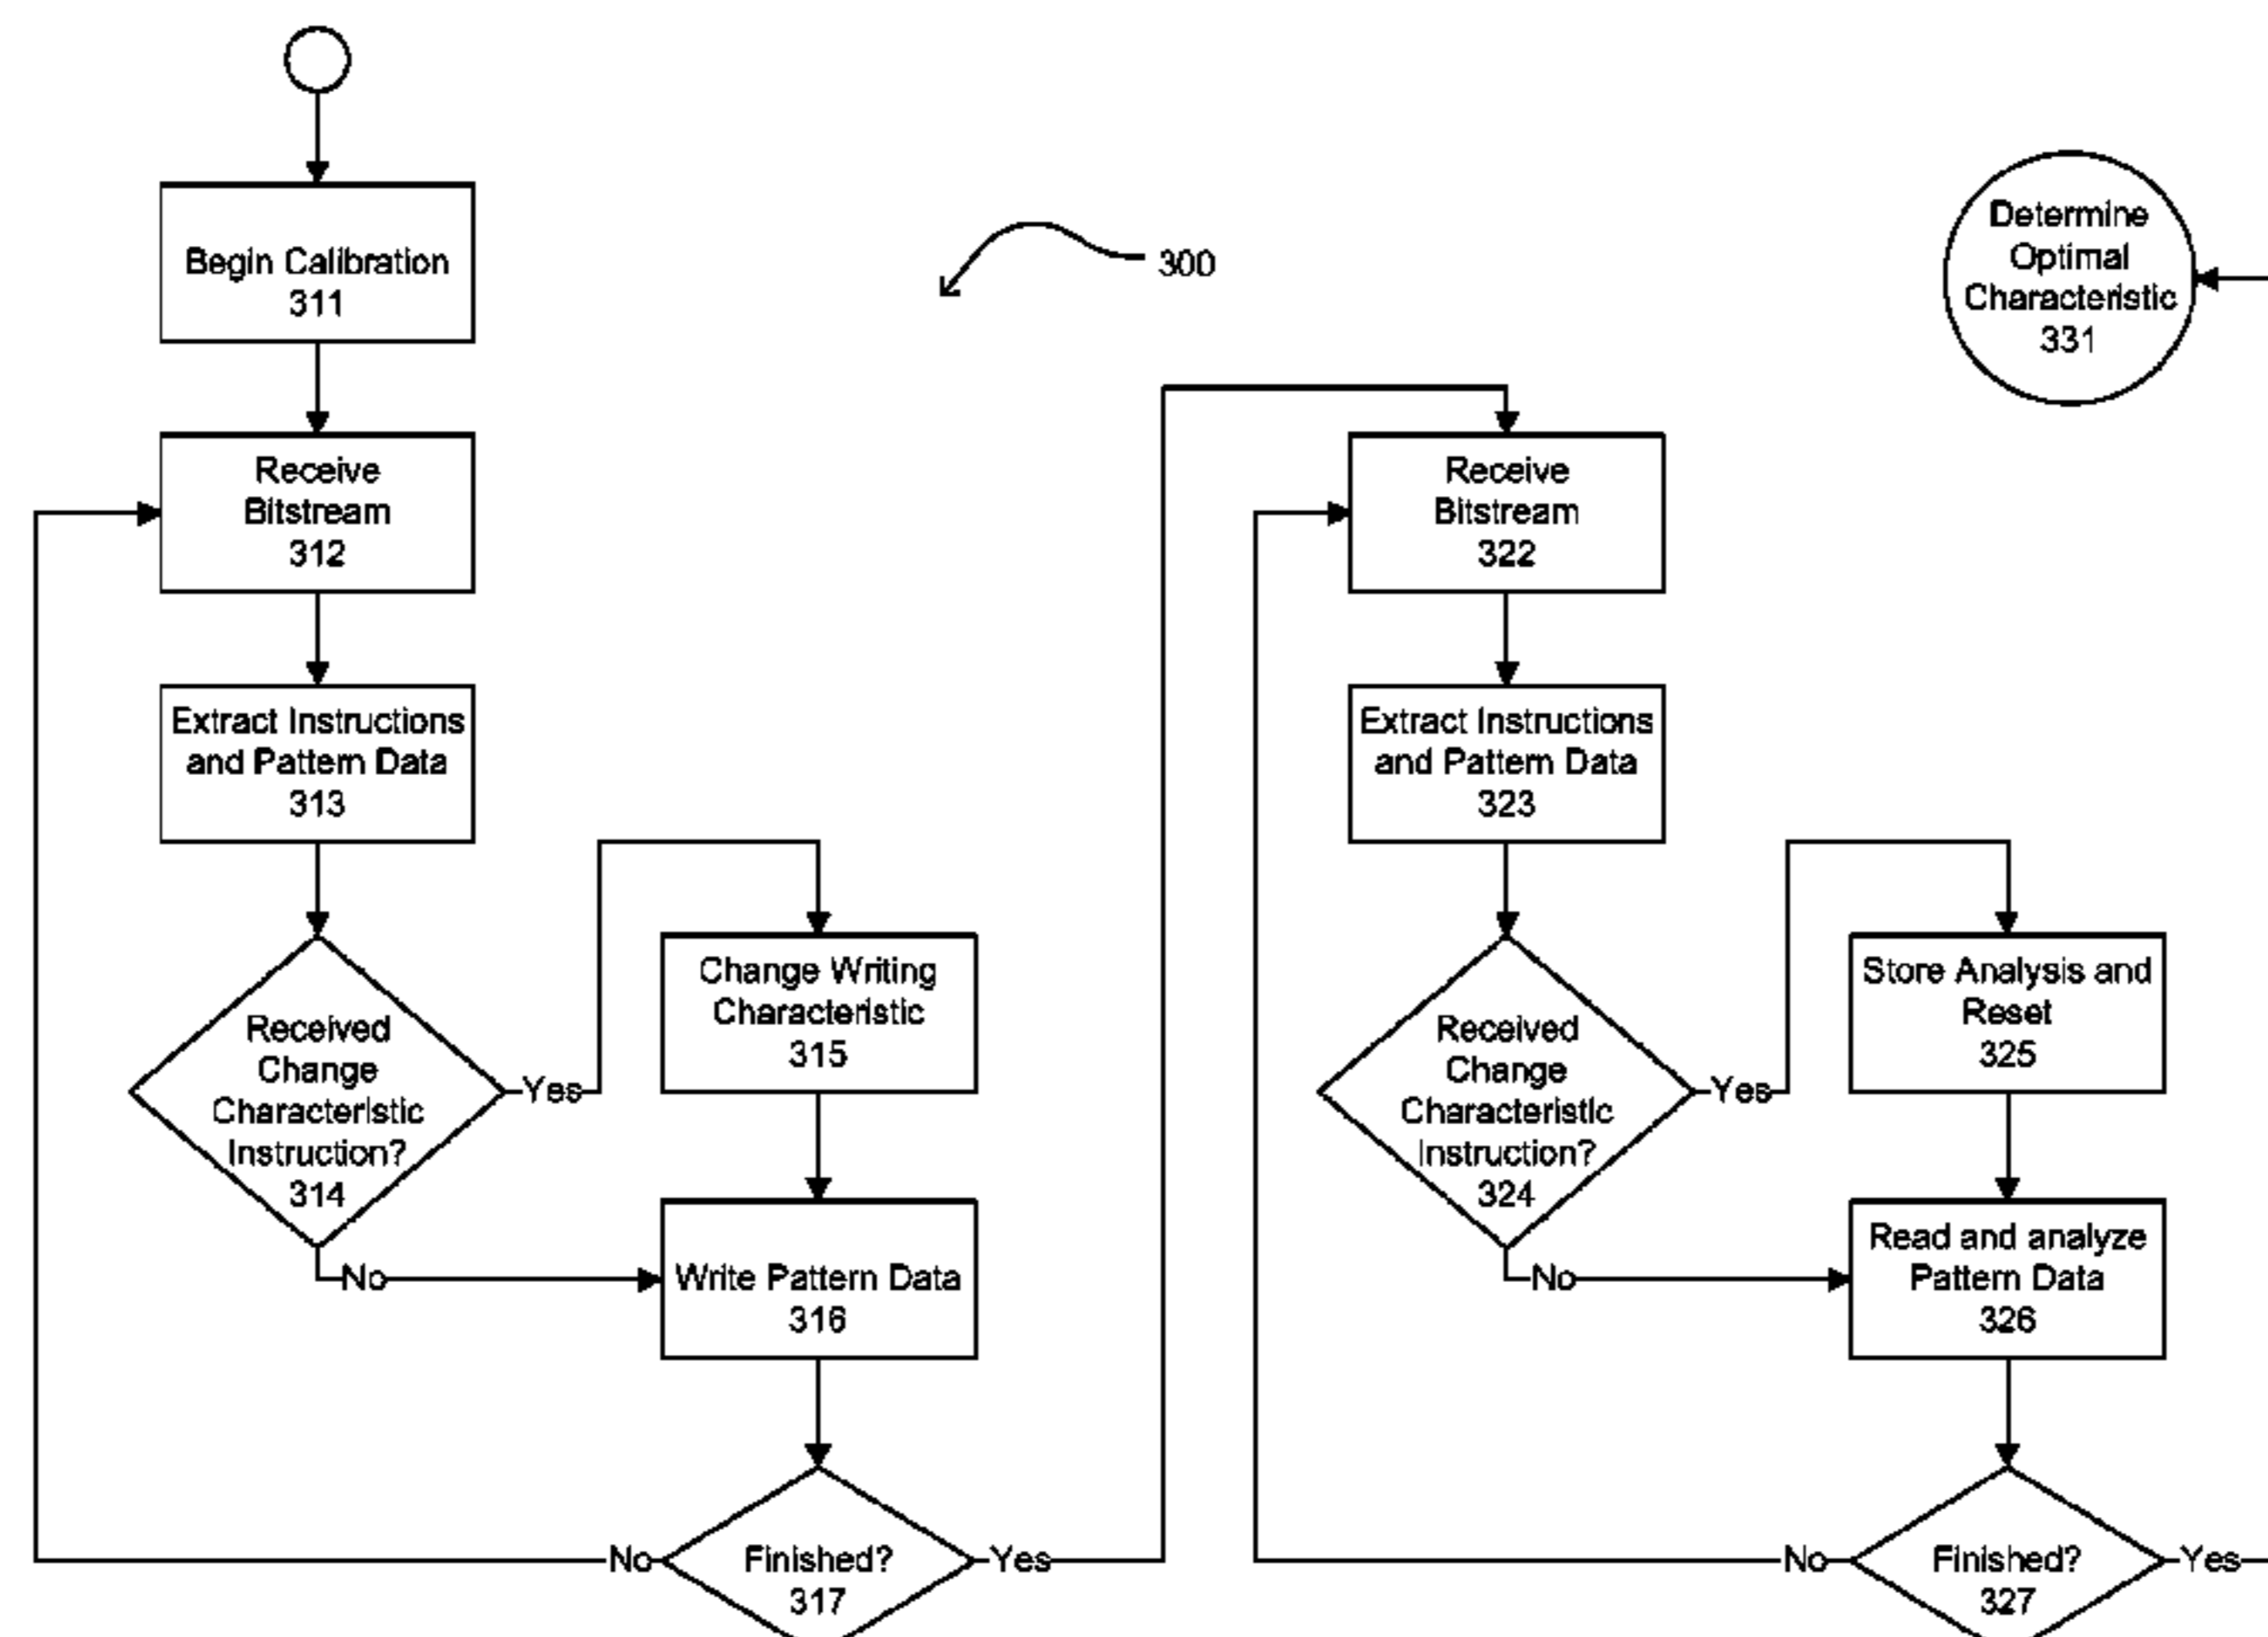 Begin Calibration
311
Receive
Bitstream
312
Extract Instructions
and Pattern Data
313
Received
Change
Characteristic
Instruction?
314
Yes
No
Change Writing
Characteristic
315
Write Pattern Data
316
Finished?
317
No
Yes
300
Receive
Bitstream
322
Extract Instructions
and Pattern Data
323
Received
Change
Characteristic
Instruction?
324
Yes
No
Store Analysis and
Reset
325
Read and analyze
Pattern Data
326
Finished?
327
No
Yes
Determine
Optimal
Characteristic
331